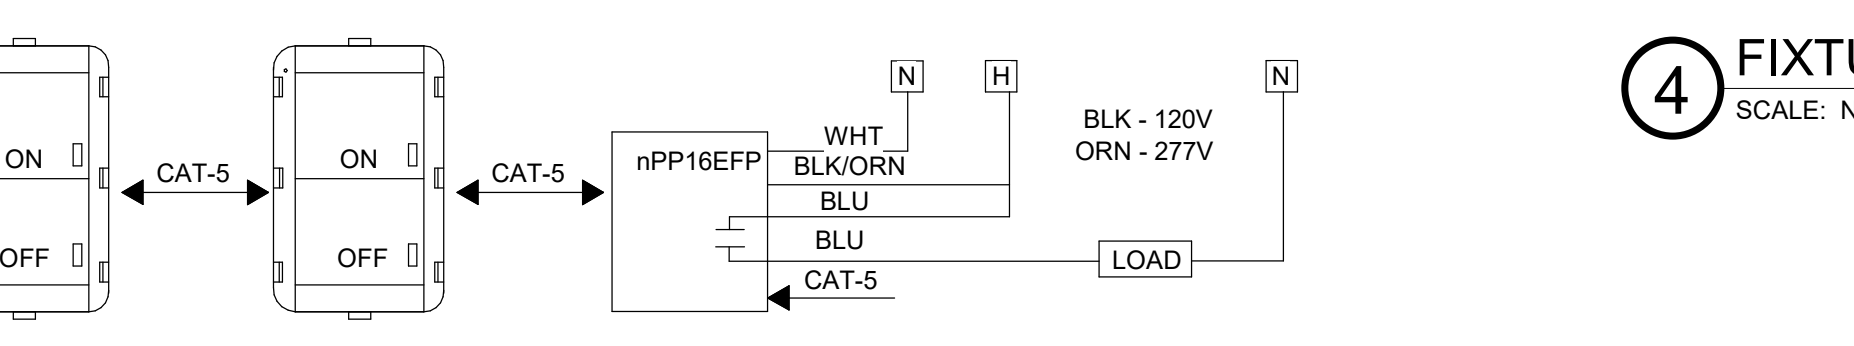 ON
OFF
CAT-5
ON
OFF
CAT-5
nPP16EFP
WHT
BLK/ORN
BLU
BLU
CAT-5
N
H
BLK - 120V
ORN - 277V
LOAD
N
4
SCALE: